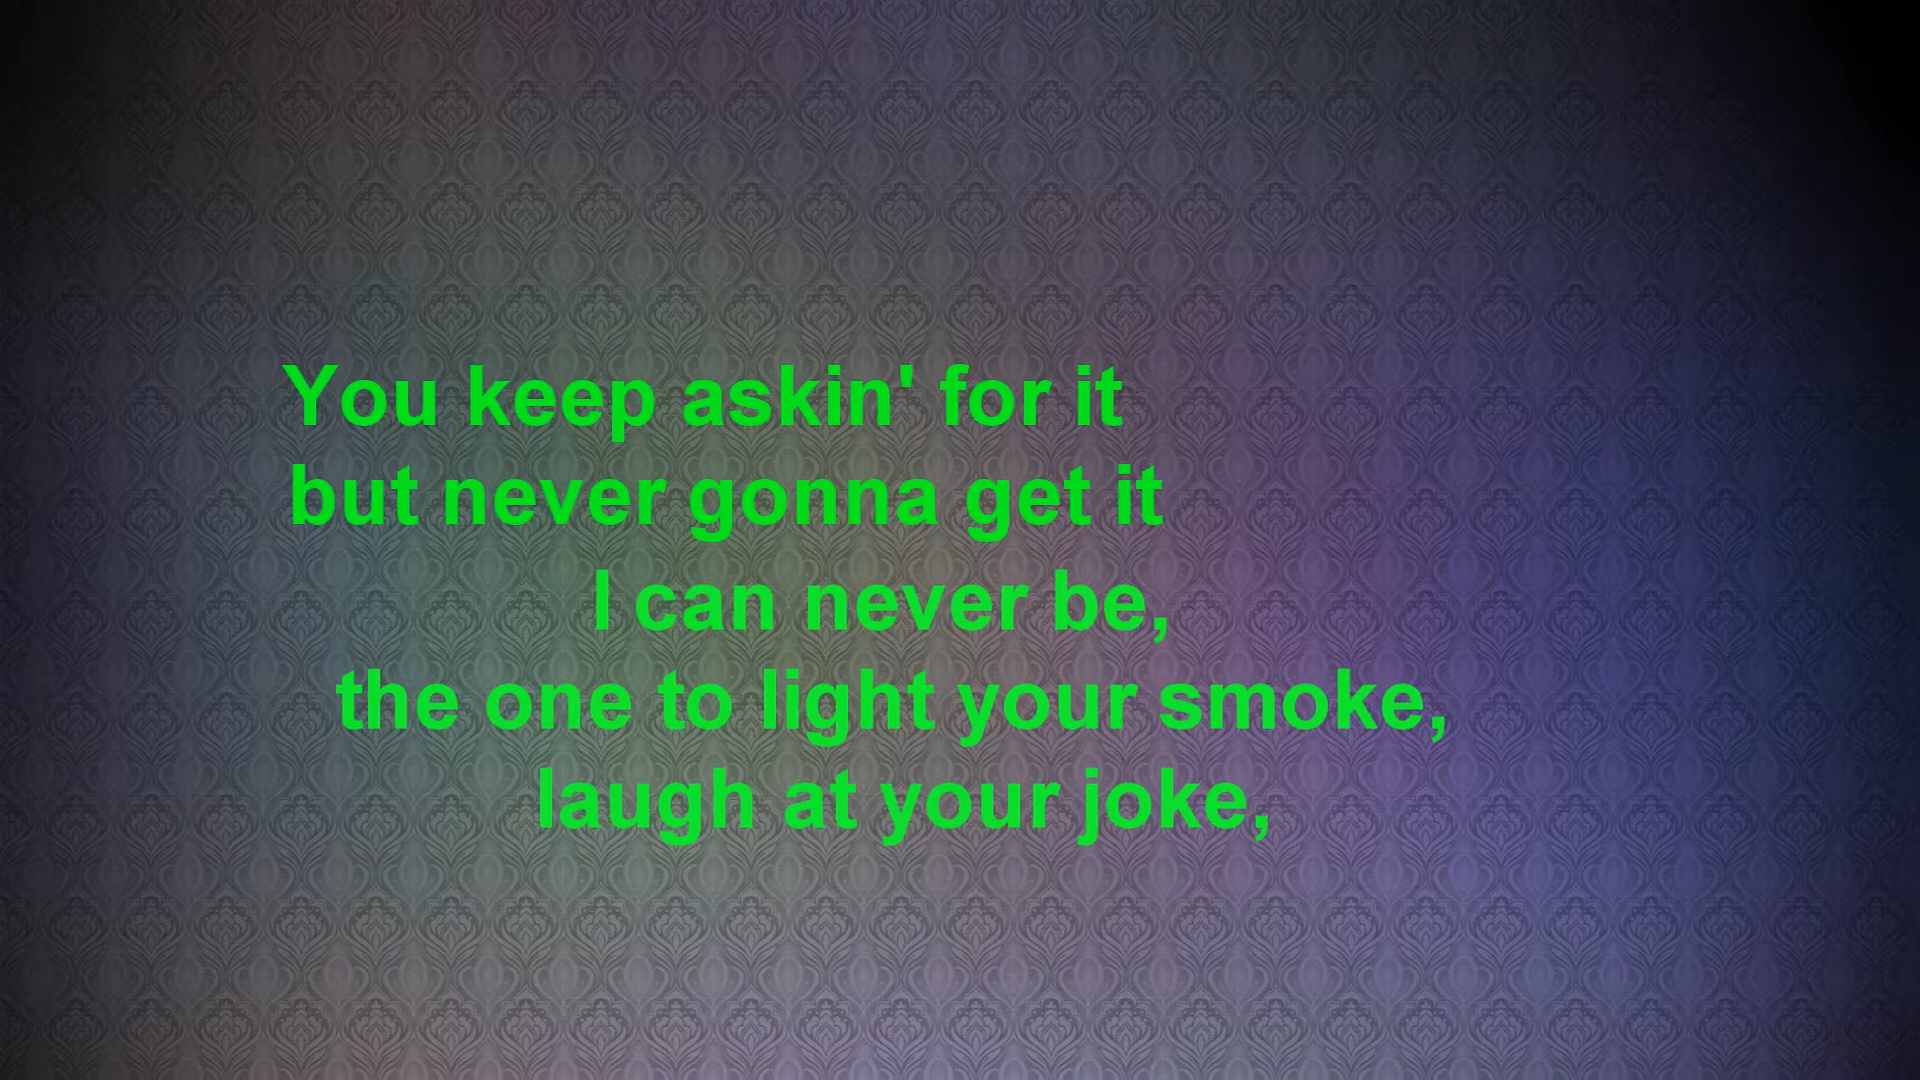 You keep askin' for it
but never gonna get it
I can never be,
the one to light your smoke,
laugh at your joke,